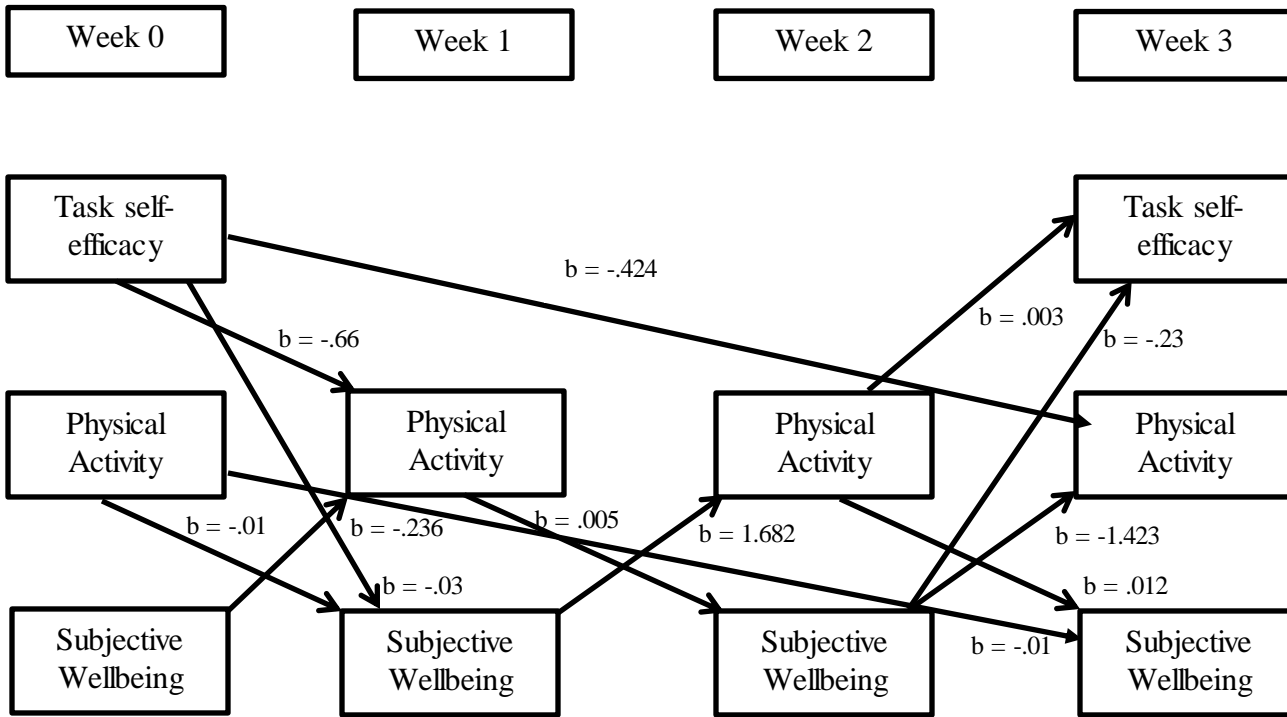 Week 0
Week 1
Week 2
Week 3
Task self-
efficacy
Task self-
efficacy
b = -.424
b = .003
b = -.66
b = -.23
Physical
Activity
Physical
Activity
Physical
Activity
Physical
Activity
b = -.01
b = -.236
b = .005
b = 1.682
b = -1.423
b = -.03
b = .012
Subjective
Wellbeing
Subjective
Wellbeing
Subjective
Wellbeing
b = -.01
Subjective
Wellbeing